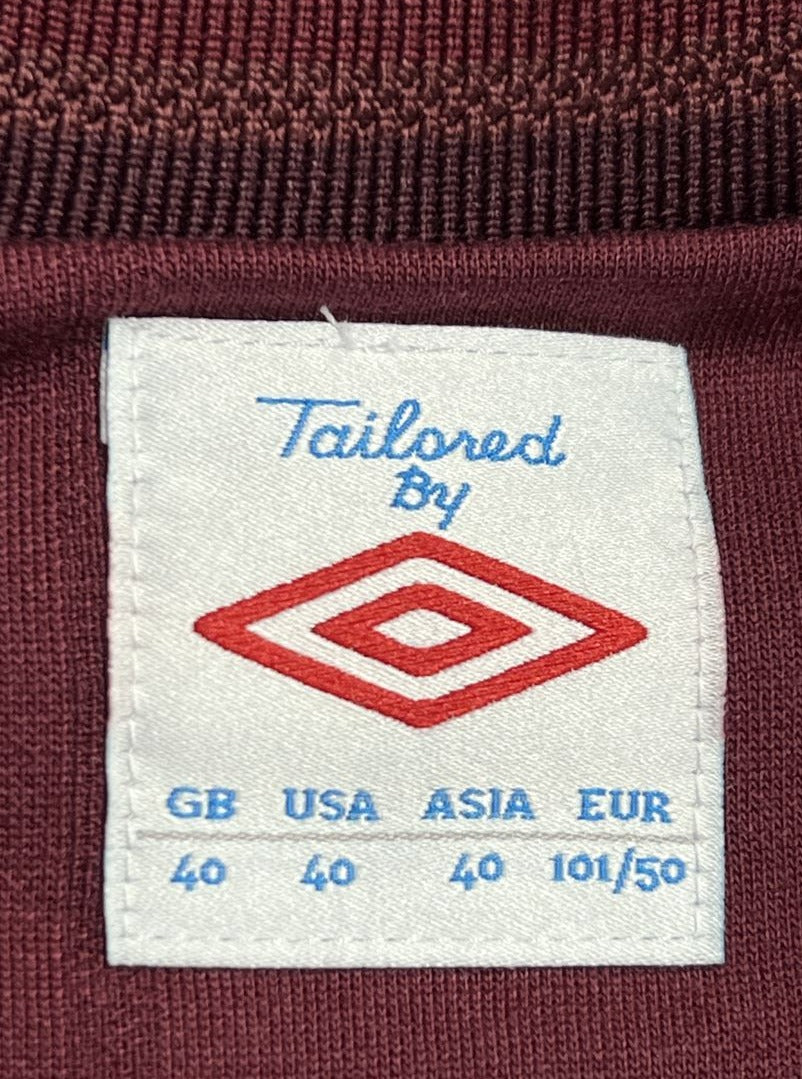 Tailored
By
GB USA ASIA EUR
40 40 40 101/50